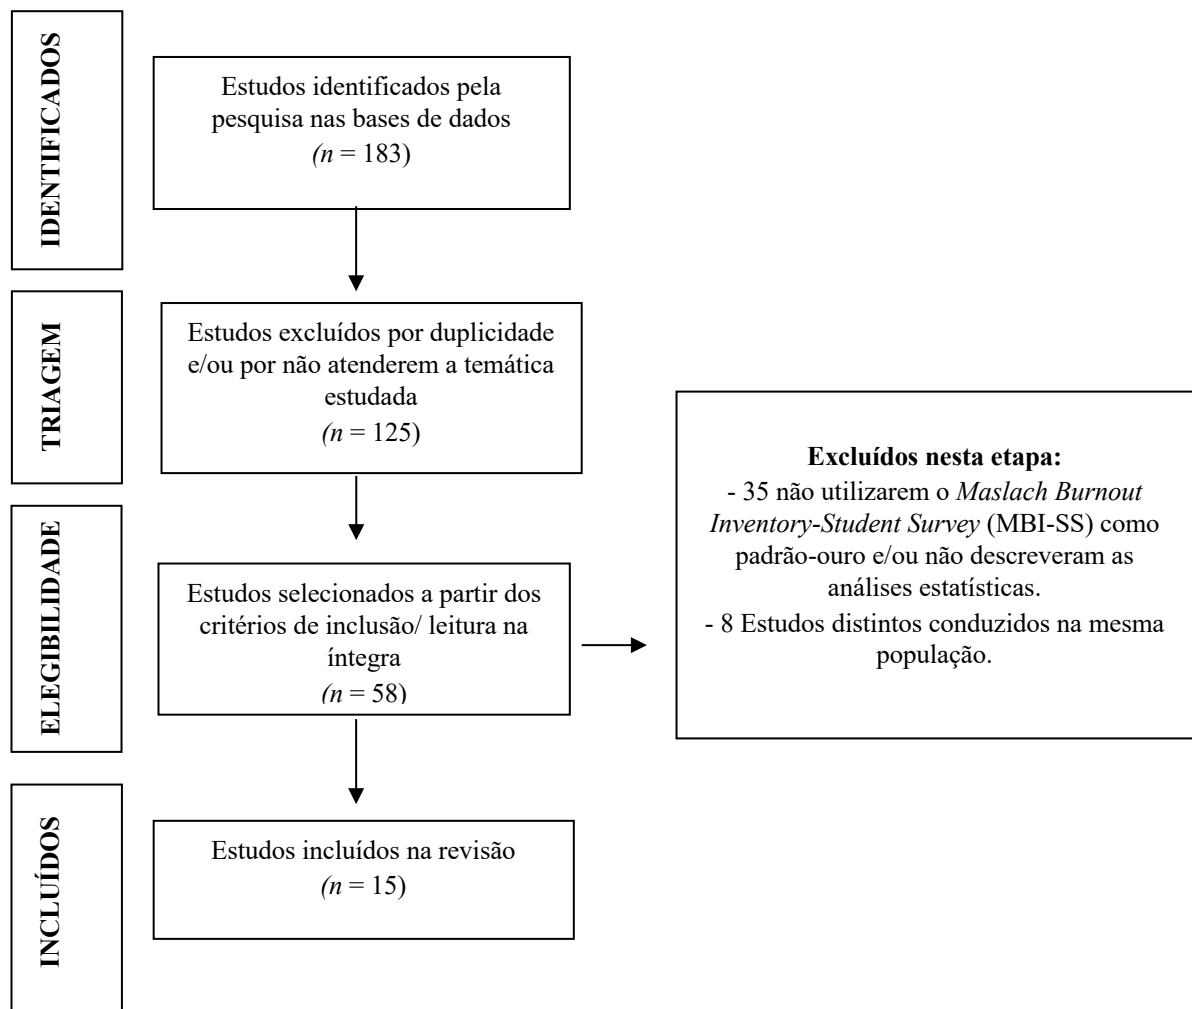 IDENTIFICADOS
Estudos identificados pela
pesquisa nas bases de dados
(n = 183)
TRIAGEM
Estudos excluídos por duplicidade
e/ou por não atenderem a temática
estudada
(n = 125)
ELEGIBILIDADE
Estudos selecionados a partir dos
critérios de inclusão/ leitura na
íntegra
(n = 58)
Excluídos nesta etapa:
- 35 não utilizarem o Maslach Burnout
Inventory-Student Survey (MBI-SS) como
padrão-ouro e/ou não descreveram as
análises estatísticas.
- 8 Estudos distintos conduzidos na mesma
população.
INCLUÍDOS
Estudos incluídos na revisão
(n = 15)